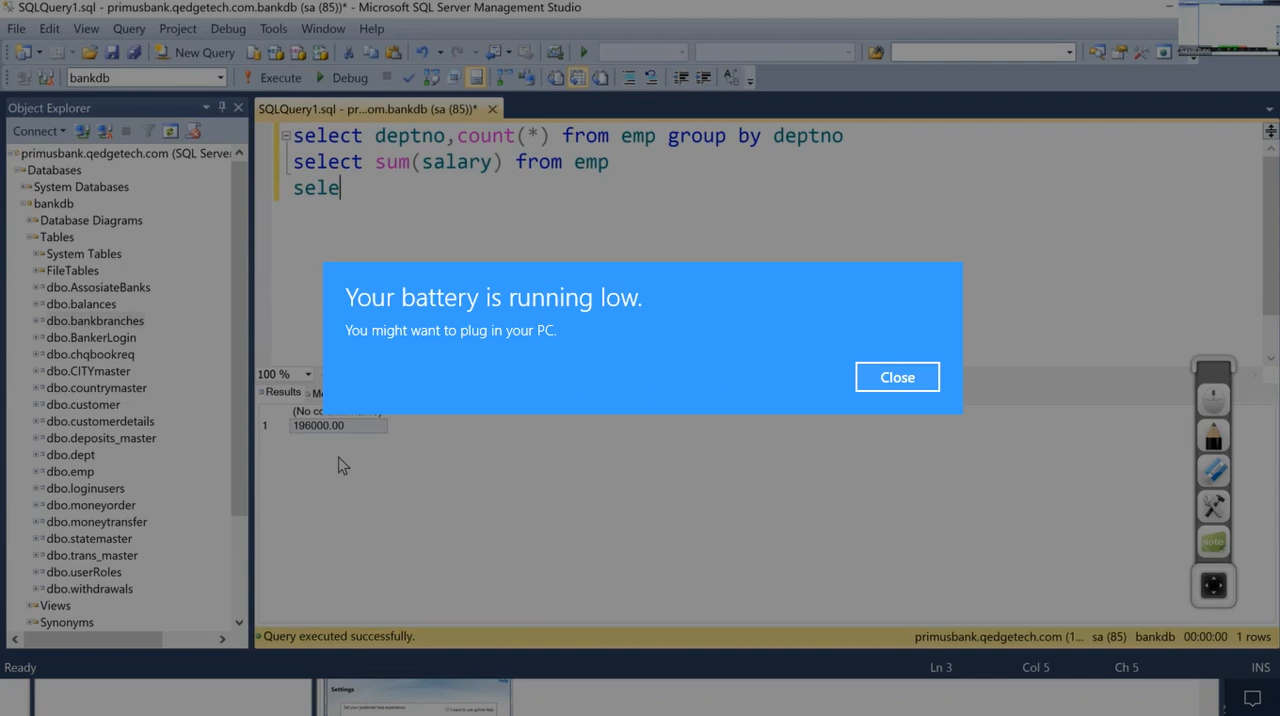 SQLQuery1.sql - primusbank.qedgetech.com.bankdb (sa (85))* - Microsoft SQL Server Management Studio
File Edit View Query Project Debug Tools Window Help
New Query
bankdb Execute Debug
Object Explorer
SQLQuery1.sql - pr...om.bankdb (sa (85))*
Connect
select deptno,count(*) from emp group by deptno
select sum(salary) from emp
sele
primusbank.qedgetech.com (SQL Serve
Databases
System Databases
bankdb
Database Diagrams
Tables
System Tables
FileTables
dbo.AssosiateBanks
dbo.balances
dbo.bankbranches
dbo.BankerLogin
dbo.chqbookreq
dbo.CITYmaster
dbo.countrymaster
dbo.customer
dbo.customerdetails
dbo.deposits_master
dbo.dept
dbo.emp
dbo.loginusers
dbo.moneyorder
dbo.moneytransfer
dbo.statemaster
dbo.trans_master
dbo.userRoles
dbo.withdrawals
Views
Synonyms
Your battery is running low.
You might want to plug in your PC.
Close
100 %
Results
(No
1 196000.00
Note
Query executed successfully.
primusbank.qedgetech.com (1... sa (85) bankdb 00:00:00 1 rows
Ready Ln 3 Col 5 Ch 5 INS
Settings